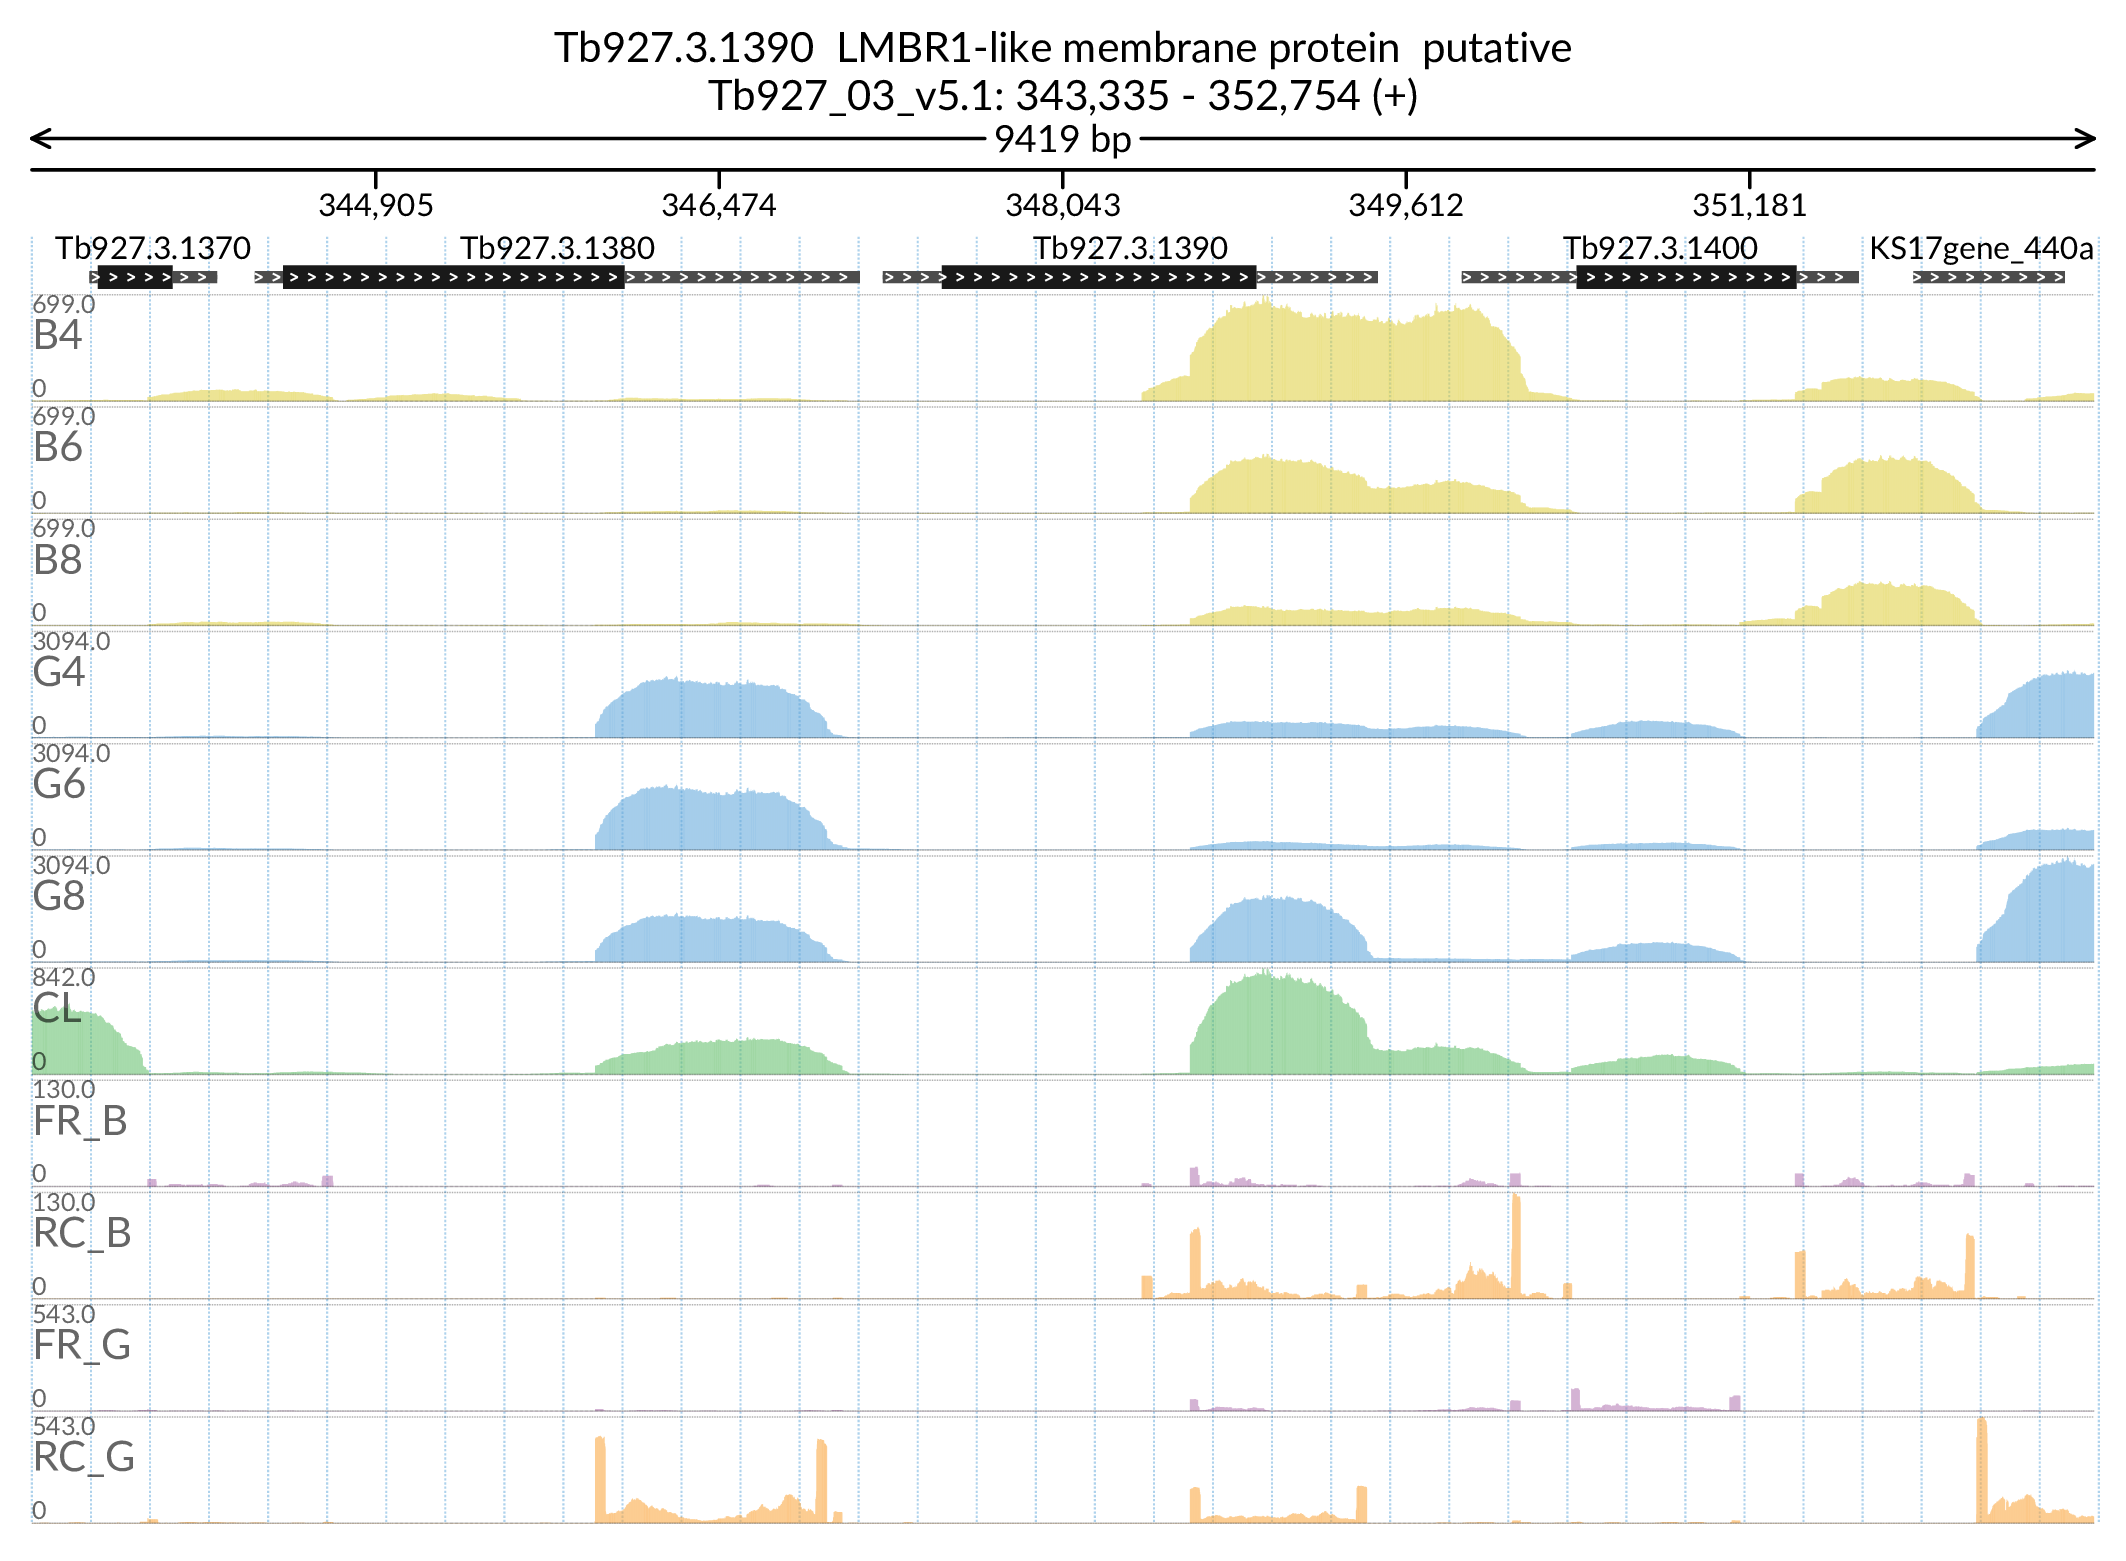 Tb927.3.1390  LMBR1-like membrane protein  putative
Tb927_03_v5.1: 343,335 - 352,754 (+)
9419 bp
344,905 346,474 348,043 349,612 351,181
Tb927.3.1370 Tb927.3.1380 Tb927.3.1390 Tb927.3.1400 KS17gene_440a
699.0
B4
0
699.0
B6
0
699.0
B8
0
3094.0
G4
0
3094.0
G6
0
3094.0
G8
0
842.0
CL
0
130.0
FR_B
0
130.0
RC_B
0
543.0
FR_G
0
543.0
RC_G
0